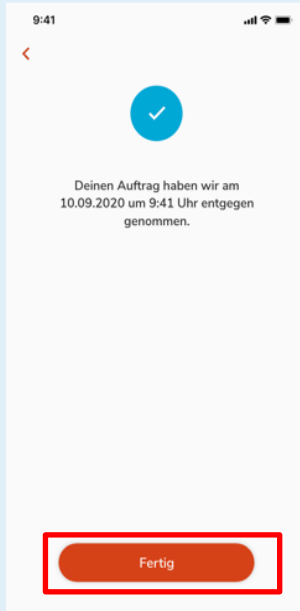 9:41
Deinen Auftrag haben wir am
10.09.2020 um 9:41 Uhr entgegen
genommen.
Fertig